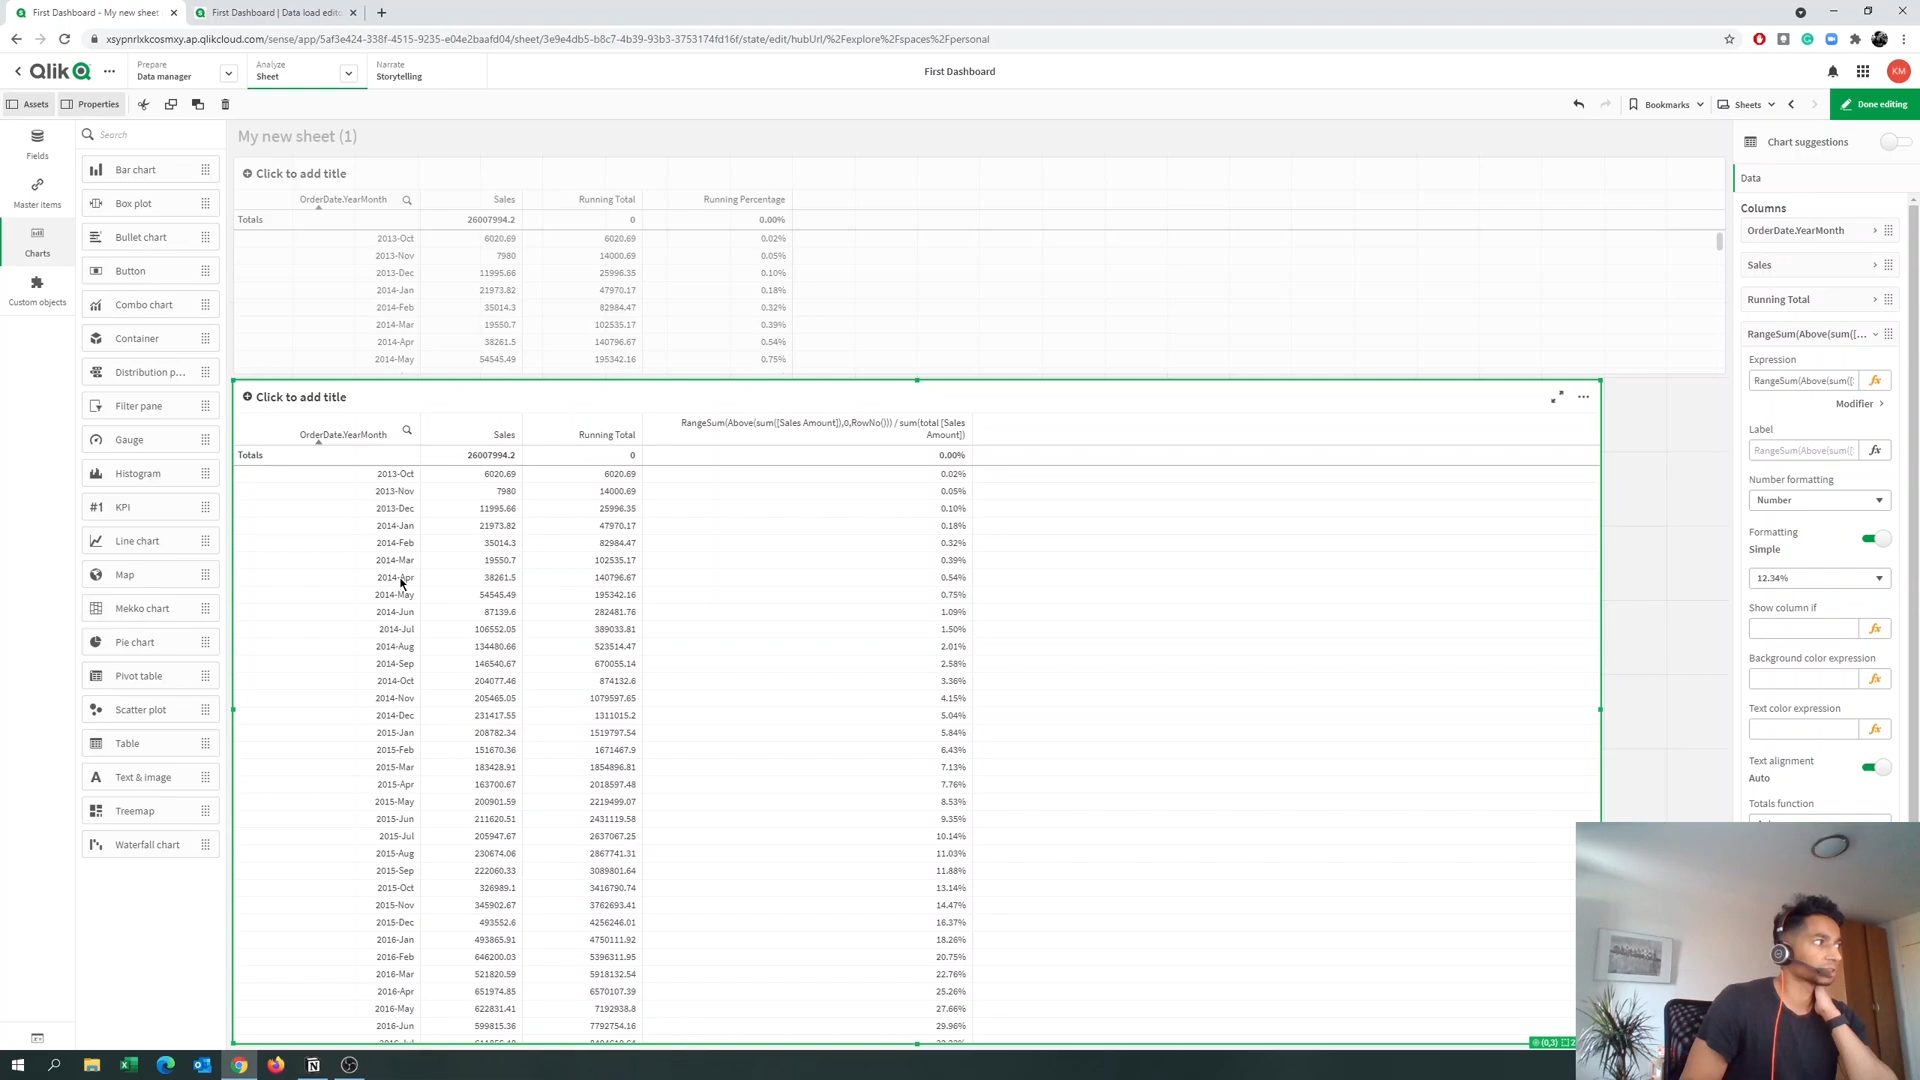 First Dashboard - My new sheet
First Dashboard | Data load edito
xsypnrlxkcosmxy.ap.qlikcloud.com/sense/app/5af3e424-338f-4515-9235-e04e2baafd04/sheet/3e9e4db5-b8c7-4b39-93b3-3753174fd16f/state/edit/hubUrl/%2Fexplore%2Fspaces%2Fpersonal
Qlik
Prepare
Data manager
Analyze
Sheet
Narrate
Storytelling
First Dashboard
KM
Assets
Properties
Bookmarks
Sheets
Done editing
Fields
Master items
Charts
Custom objects
Search
Bar chart
Box plot
Bullet chart
Button
Combo chart
Container
Distribution p...
Filter pane
Gauge
Histogram
#1 KPI
Line chart
Map
Mekko chart
Pie chart
Pivot table
Scatter plot
Table
A Text & image
Treemap
Waterfall chart
My new sheet (1)
Click to add title
OrderDate.YearMonth Sales Running Total Running Percentage
Totals 26007994.2 0 0.00%
2013-Oct 6020.69 6020.69 0.02%
2013-Nov 7980 14000.69 0.05%
2013-Dec 11995.66 25996.35 0.10%
2014-Jan 21973.82 47970.17 0.18%
2014-Feb 35014.3 82984.47 0.32%
2014-Mar 19550.7 102535.17 0.39%
2014-Apr 38261.5 140796.67 0.54%
2014-May 54545.49 195342.16 0.75%
Click to add title
OrderDate.YearMonth Sales Running Total RangeSum(Above(sum([Sales Amount]),0,RowNo())) / sum(total [Sales
Amount])
Totals 26007994.2 0 0.00%
2013-Oct 6020.69 6020.69 0.02%
2013-Nov 7980 14000.69 0.05%
2013-Dec 11995.66 25996.35 0.10%
2014-Jan 21973.82 47970.17 0.18%
2014-Feb 35014.3 82984.47 0.32%
2014-Mar 19550.7 102535.17 0.39%
2014-Apr 38261.5 140796.67 0.54%
2014-May 54545.49 195342.16 0.75%
2014-Jun 87139.6 282481.76 1.09%
2014-Jul 106552.05 389033.81 1.50%
2014-Aug 134480.66 523514.47 2.01%
2014-Sep 146540.67 670055.14 2.58%
2014-Oct 204077.46 874132.6 3.36%
2014-Nov 205465.05 1079597.65 4.15%
2014-Dec 231417.55 1311015.2 5.04%
2015-Jan 208782.34 1519797.54 5.84%
2015-Feb 151670.36 1671467.9 6.43%
2015-Mar 183428.91 1854896.81 7.13%
2015-Apr 163700.67 2018597.48 7.76%
2015-May 200901.59 2219499.07 8.53%
2015-Jun 211620.51 2431119.58 9.35%
2015-Jul 205947.67 2637067.25 10.14%
2015-Aug 230674.06 2867741.31 11.03%
2015-Sep 222060.33 3089801.64 11.88%
2015-Oct 326989.1 3416790.74 13.14%
2015-Nov 345902.67 3762693.41 14.47%
2015-Dec 493552.6 4256246.01 16.37%
2016-Jan 493865.91 4750111.92 18.26%
2016-Feb 646200.03 5396311.95 20.75%
2016-Mar 521820.59 5918132.54 22.76%
2016-Apr 651974.85 6570107.39 25.26%
2016-May 622831.41 7192938.8 27.66%
2016-Jun 599815.36 7792754.16 29.96%
(0,3)
Chart suggestions
Data
Columns
OrderDate.YearMonth
Sales
Running Total
RangeSum(Above(sum([...
Expression
RangeSum(Above(sum([
fx
Modifier
Label
RangeSum(Above(sum([
fx
Number formatting
Number
Formatting
Simple
12.34%
Show column if
fx
Background color expression
fx
Text color expression
fx
Text alignment
Auto
Totals function